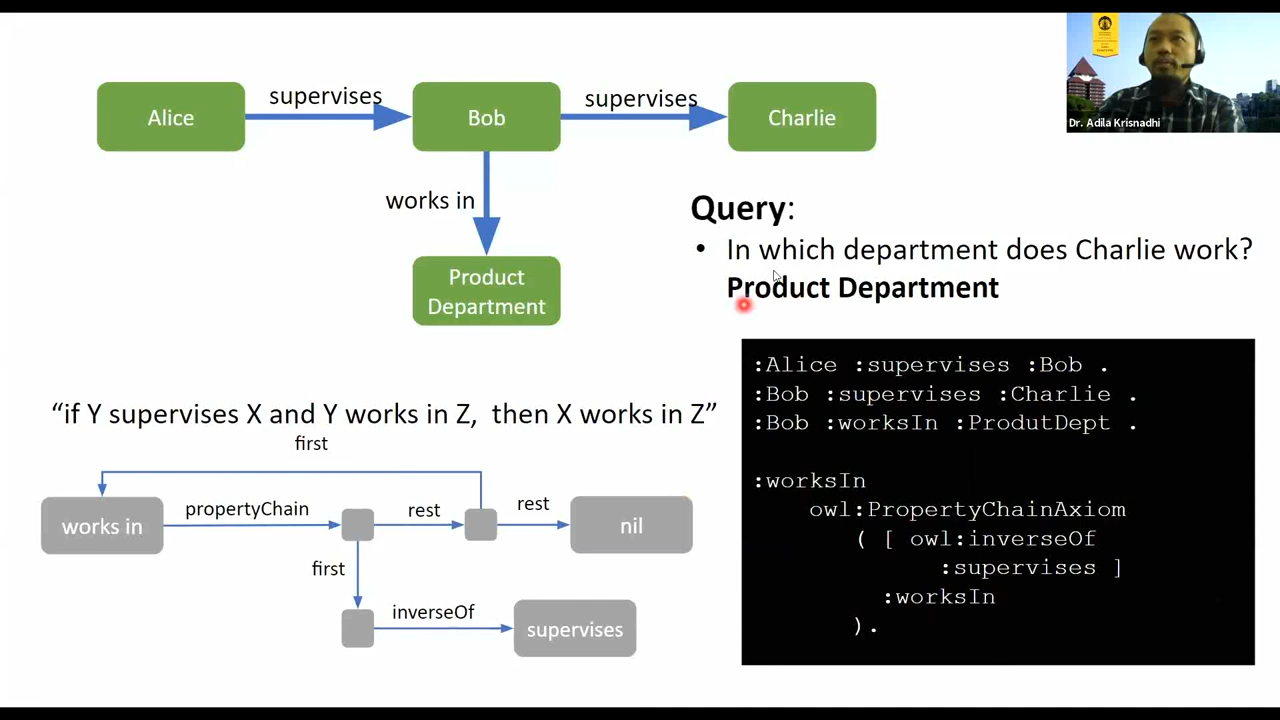 Alice
supervises
Bob
supervises
Charlie
Dr. Adila Krisnadhi
works in
Product
Department
Query:
• In which department does Charlie work?
Product Department
“if Y supervises X and Y works in Z, then X works in Z”
first
works in
propertyChain
rest
rest
nil
first
inverseOf
supervises
:Alice :supervises :Bob .
:Bob :supervises :Charlie .
:Bob :worksIn :ProdutDept .
:worksIn
owl:PropertyChainAxiom
( [ owl:inverseOf
:supervises ]
:worksIn
).